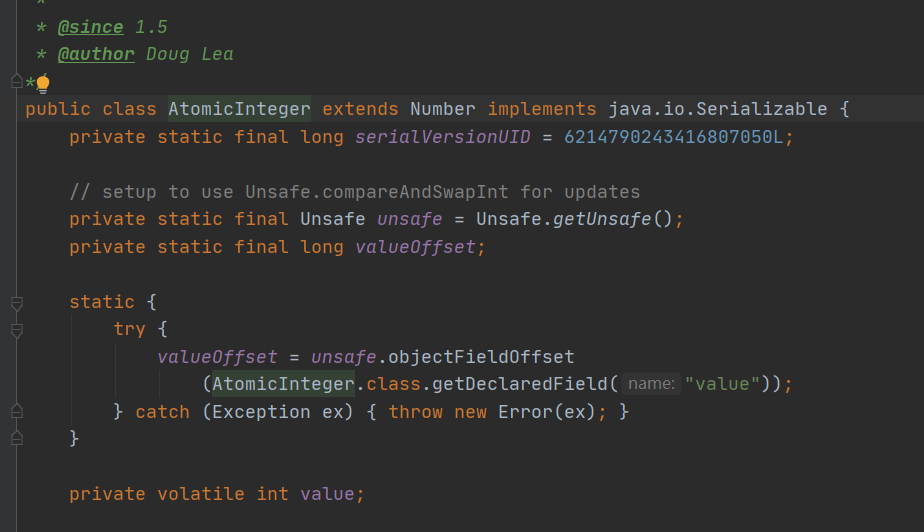 *
* @since 1.5
* @author Doug Lea
*
public class AtomicInteger extends Number implements java.io.Serializable {
private static final long serialVersionUID = 6214790243416807050L;
// setup to use Unsafe.compareAndSwapInt for updates
private static final Unsafe unsafe = Unsafe.getUnsafe();
private static final long valueOffset;
static {
try {
valueOffset = unsafe.objectFieldOffset
(AtomicInteger.class.getDeclaredField( name: "value"));
} catch (Exception ex) { throw new Error(ex); }
}
private volatile int value;